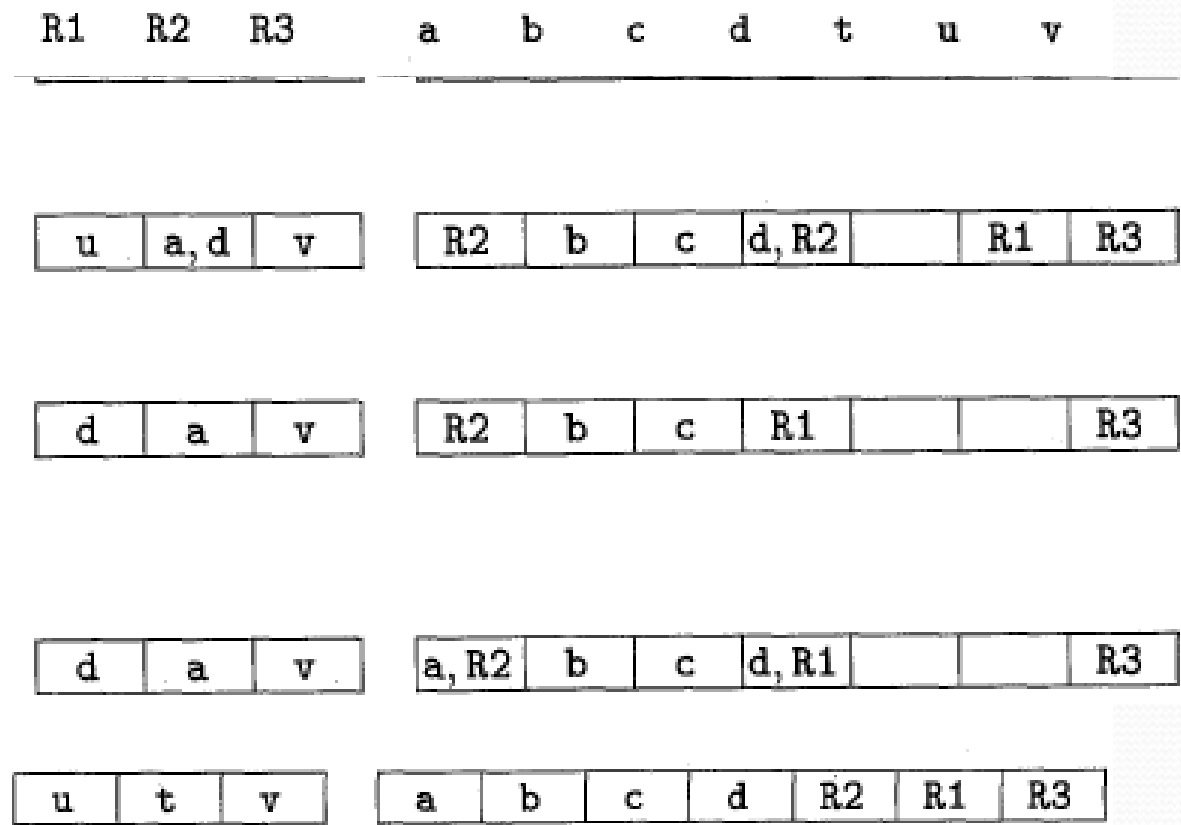 R1 R2 R3 a b c d t u v
u a, d v R2 b c d, R2 R1 R3
d a v R2 b c R1 R3
d a v a, R2 b c d, R1 R3
u t v a b c d R2 R1 R3